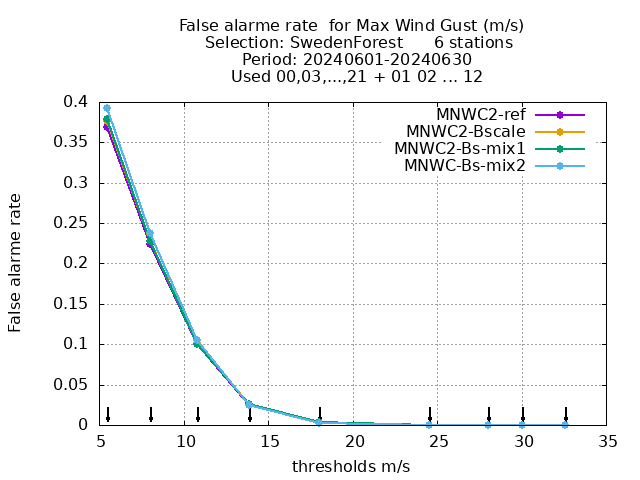 False alarme rate  for Max Wind Gust (m/s)
Selection: SwedenForest      6 stations
Period: 20240601-20240630
Used 00,03,...,21 + 01 02 ... 12
MNWC2-ref
MNWC2-Bscale
MNWC2-Bs-mix1
MNWC-Bs-mix2
False alarme rate
0.4
0.35
0.3
0.25
0.2
0.15
0.1
0.05
0
5 10 15 20 25 30 35
thresholds m/s